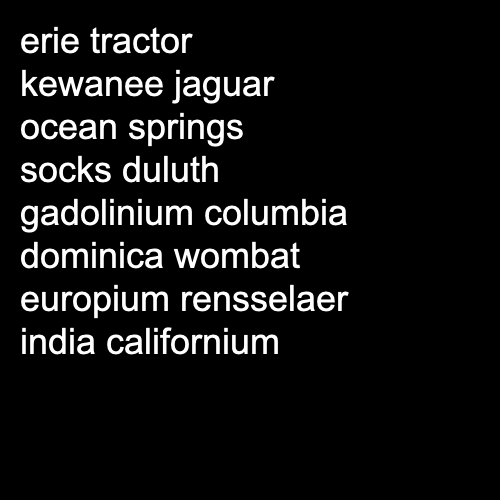 erie tractor
kewanee jaguar
ocean springs
socks duluth
gadolinium columbia
dominica wombat
europium rensselaer
india californium